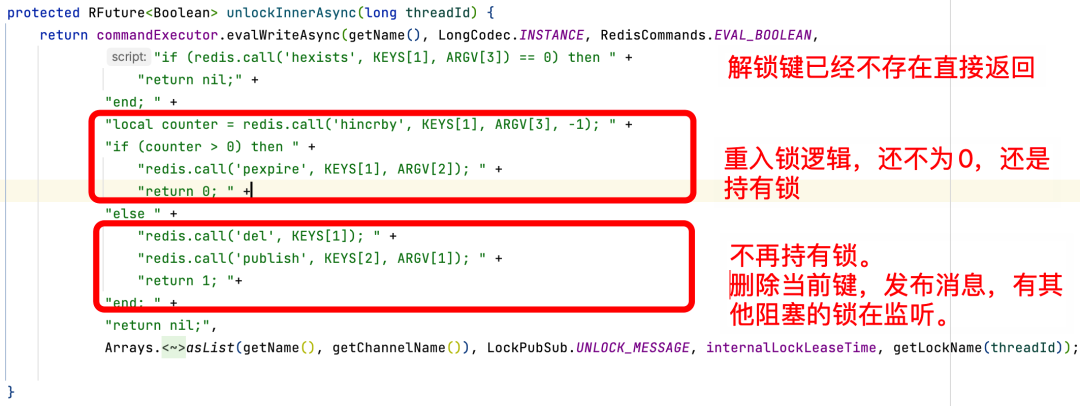 protected RFuture<Boolean> unlockInnerAsync(long threadId) {
return commandExecutor.evalWriteAsync(getName(), LongCodec.INSTANCE, RedisCommands.EVAL_BOOLEAN,
script: "if (redis.call('hexists', KEYS[1], ARGV[3]) == 0) then " +
解锁键已经不存在直接返回
"return nil;" +
"end; " +
"local counter = redis.call('hincrby', KEYS[1], ARGV[3], -1); " +
"if (counter > 0) then " +
重入锁逻辑，还不为0，还是
持有锁
"redis.call('pexpire', KEYS[1], ARGV[2]); " +
"return 0; " +
"else " +
"redis.call('del', KEYS[1]); " +
"redis.call('publish', KEYS[2], ARGV[1]); " +
"return 1; "+
不再持有锁。
删除当前键，发布消息，有其
他阻塞的锁在监听。
"end; " +
"return nil;",
Arrays.<~>asList(getName(), getChannelName()), LockPubSub.UNLOCK_MESSAGE, internalLockLeaseTime, getLockName(threadId));
}